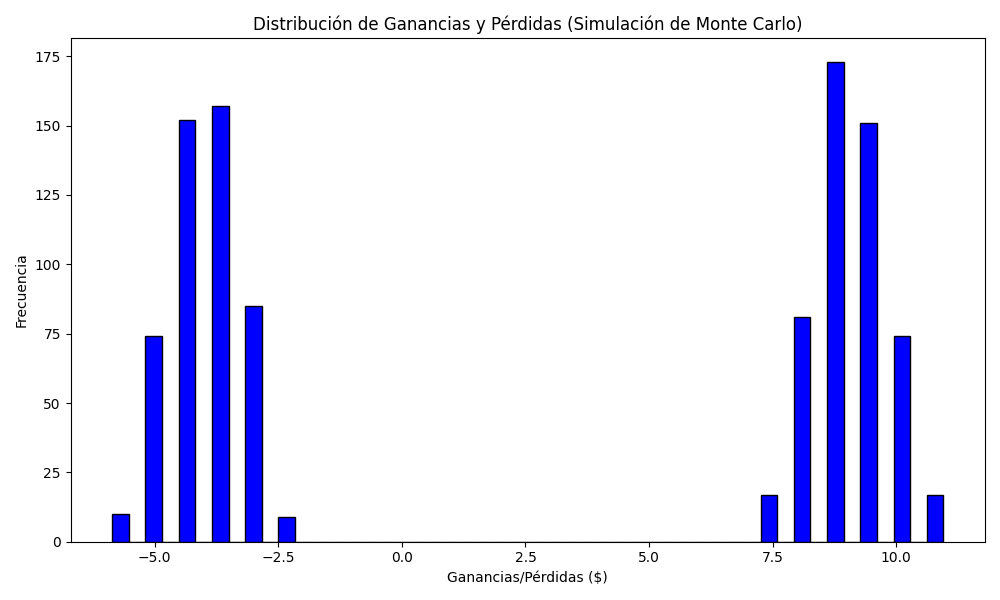 Distribución de Ganancias y Pérdidas (Simulación de Monte Carlo)
175
150
125
100
75
50
25
0
Frecuencia
−5.0 −2.5 0.0 2.5 5.0 7.5 10.0
Ganancias/Pérdidas ($)